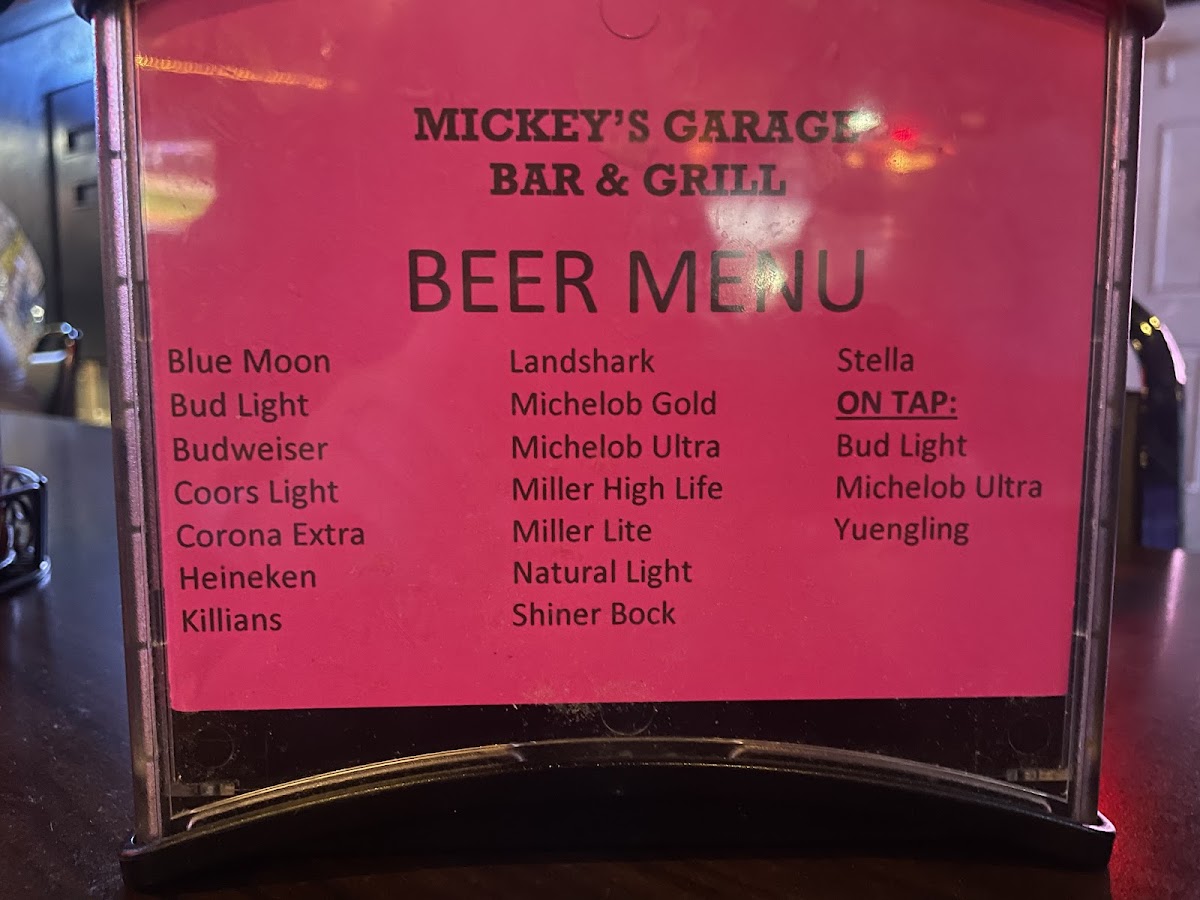 MICKEY'S GARAGE
BAR & GRILL
BEER MENU
Blue Moon
Bud Light
Budweiser
Coors Light
Corona Extra
Heineken
Killians
Landshark
Michelob Gold
Michelob Ultra
Miller High Life
Miller Lite
Natural Light
Shiner Bock
Stella
ON TAP:
Bud Light
Michelob Ultra
Yuengling